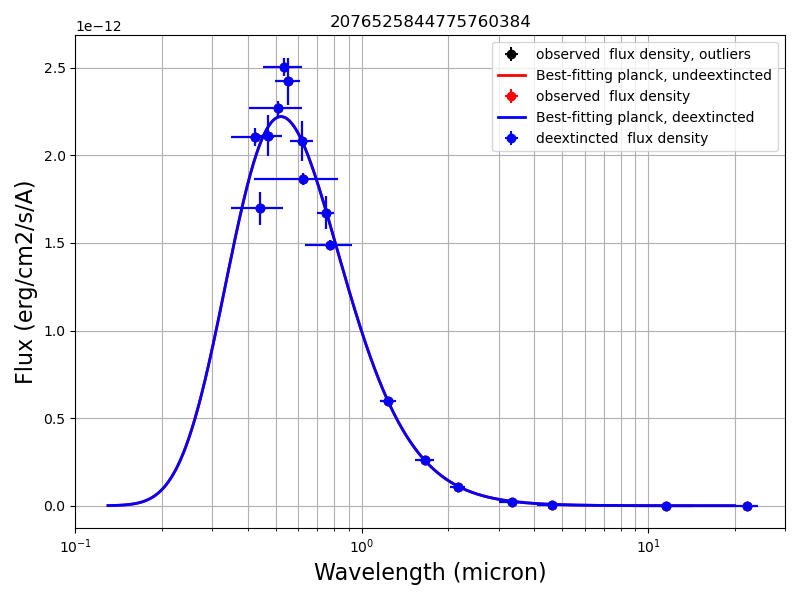 2076525844775760384
1e−12
observed  flux density, outliers
Best-fitting planck, undeextincted
observed  flux density
Best-fitting planck, deextincted
deextincted  flux density
2.5
2.0
1.5
1.0
0.5
0.0
Flux (erg/cm2/s/A)
10⁻¹ 10⁰ 10¹
Wavelength (micron)